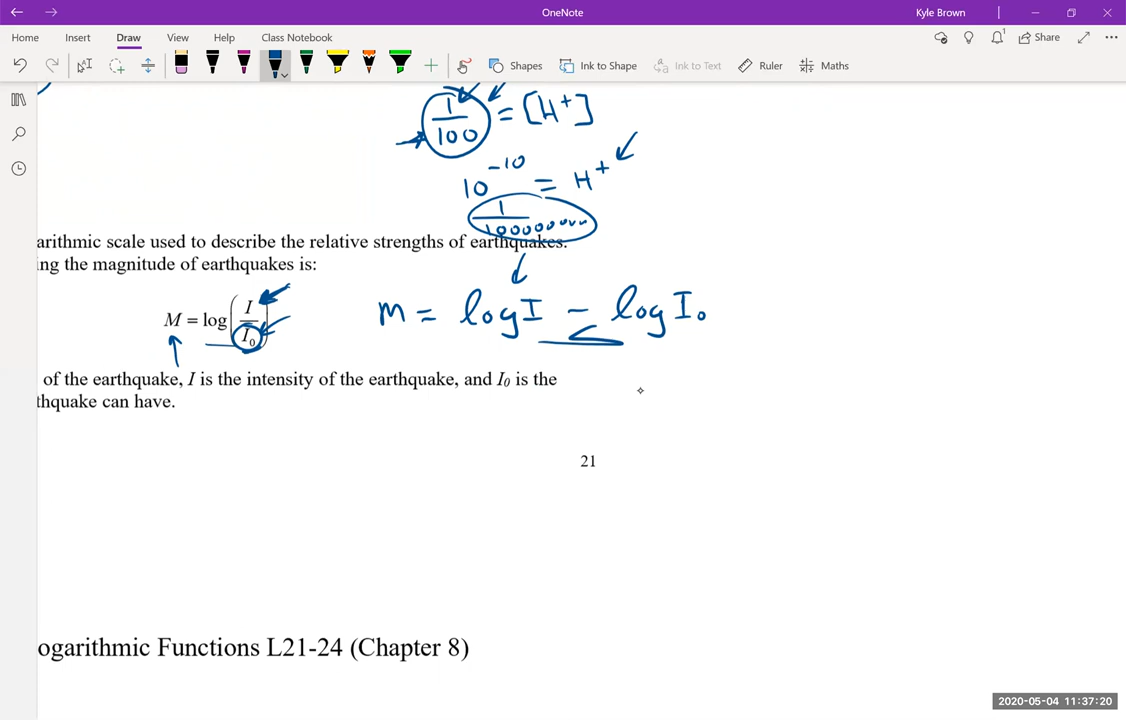 OneNote
Kyle Brown
Home Insert Draw View Help Class Notebook
Share
Shapes Ink to Shape Ink to Text Ruler Maths
1/100 = [H+]
10^-10 = H+
arithmic scale used to describe the relative strengths of earthquakes.
ing the magnitude of earthquakes is:
M = log(I/I₀)
m = log I - log I₀
of the earthquake, I is the intensity of the earthquake, and I₀ is the
thquake can have.
21
ogarithmic Functions L21-24 (Chapter 8)
2020-05-04 11:37:20